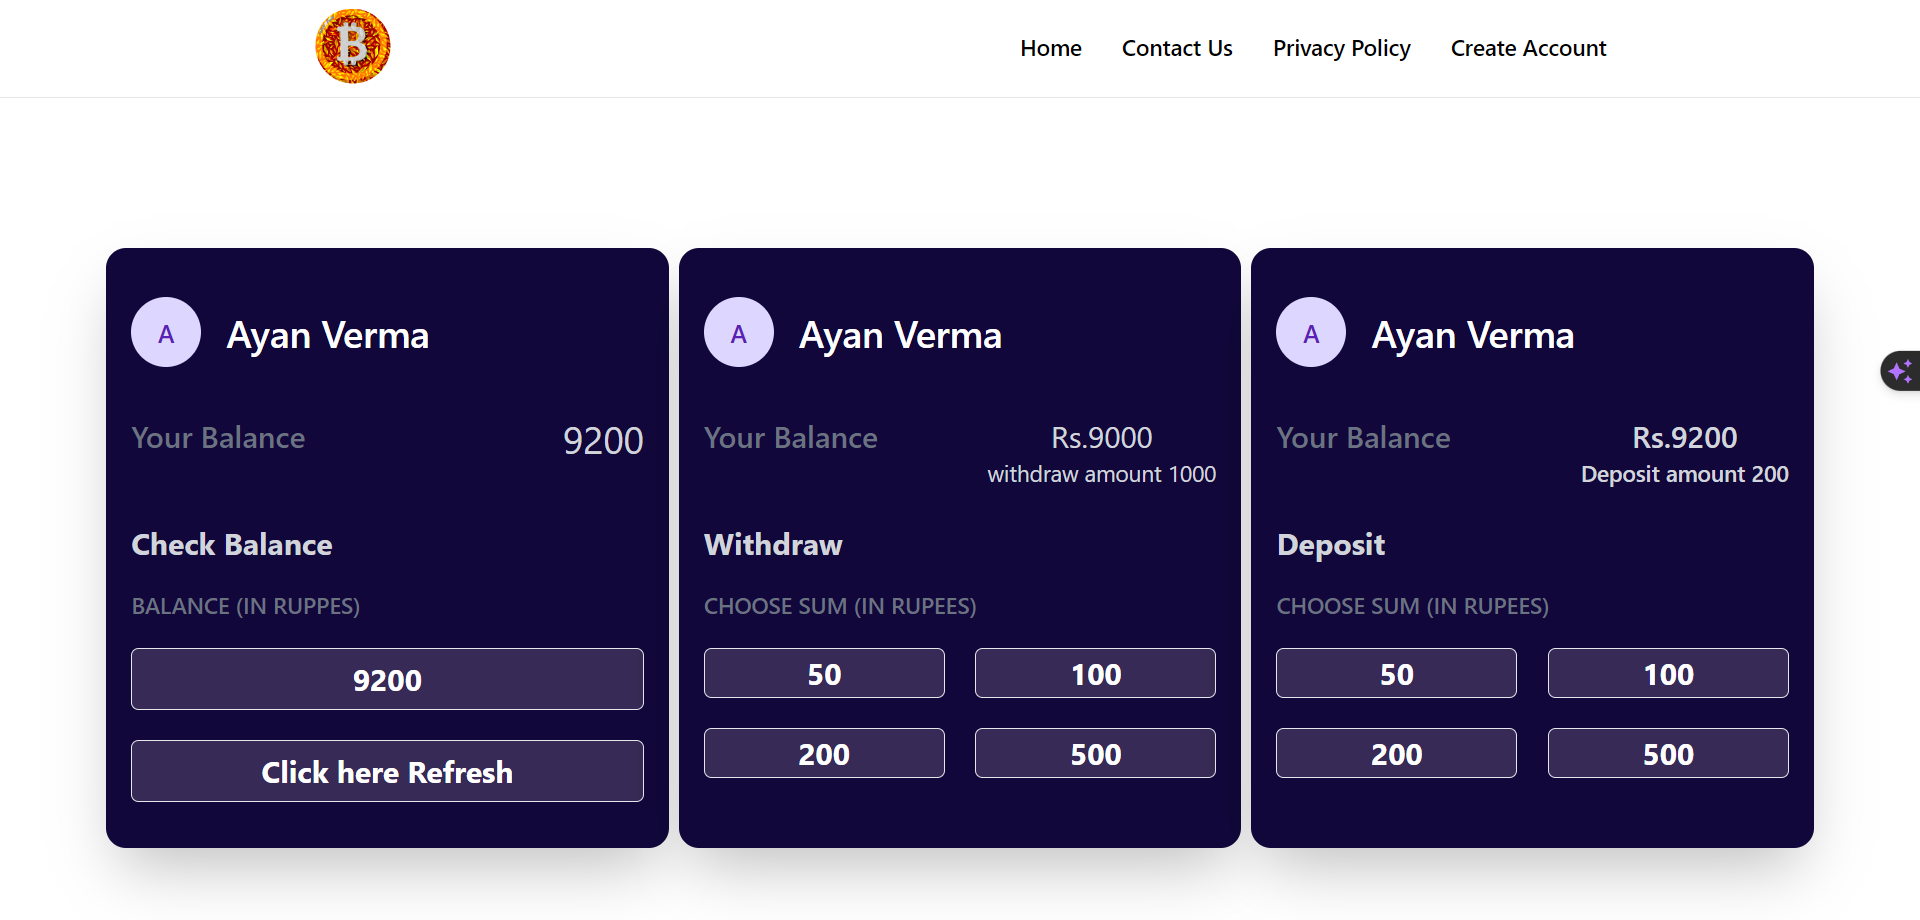 B
Home Contact Us Privacy Policy Create Account
A Ayan Verma
Your Balance 9200
Check Balance
BALANCE (IN RUPPES)
9200
Click here Refresh
A Ayan Verma
Your Balance Rs.9000
withdraw amount 1000
Withdraw
CHOOSE SUM (IN RUPEES)
50 100
200 500
A Ayan Verma
Your Balance Rs.9200
Deposit amount 200
Deposit
CHOOSE SUM (IN RUPEES)
50 100
200 500